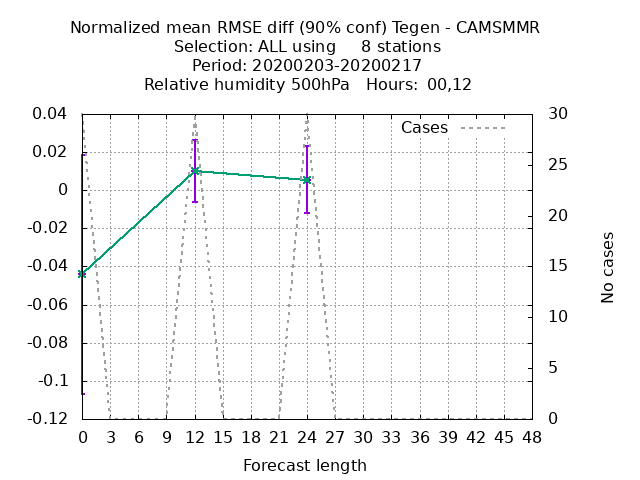 Normalized mean RMSE diff (90% conf) Tegen - CAMSMMR
Selection: ALL using 8 stations
Period: 20200203-20200217
Relative humidity 500hPa Hours: 00,12
Cases
0.04
0.02
0
-0.02
-0.04
-0.06
-0.08
-0.1
-0.12
30
25
20
15
10
5
0
No cases
0 3 6 9 12 15 18 21 24 27 30 33 36 39 42 45 48
Forecast length